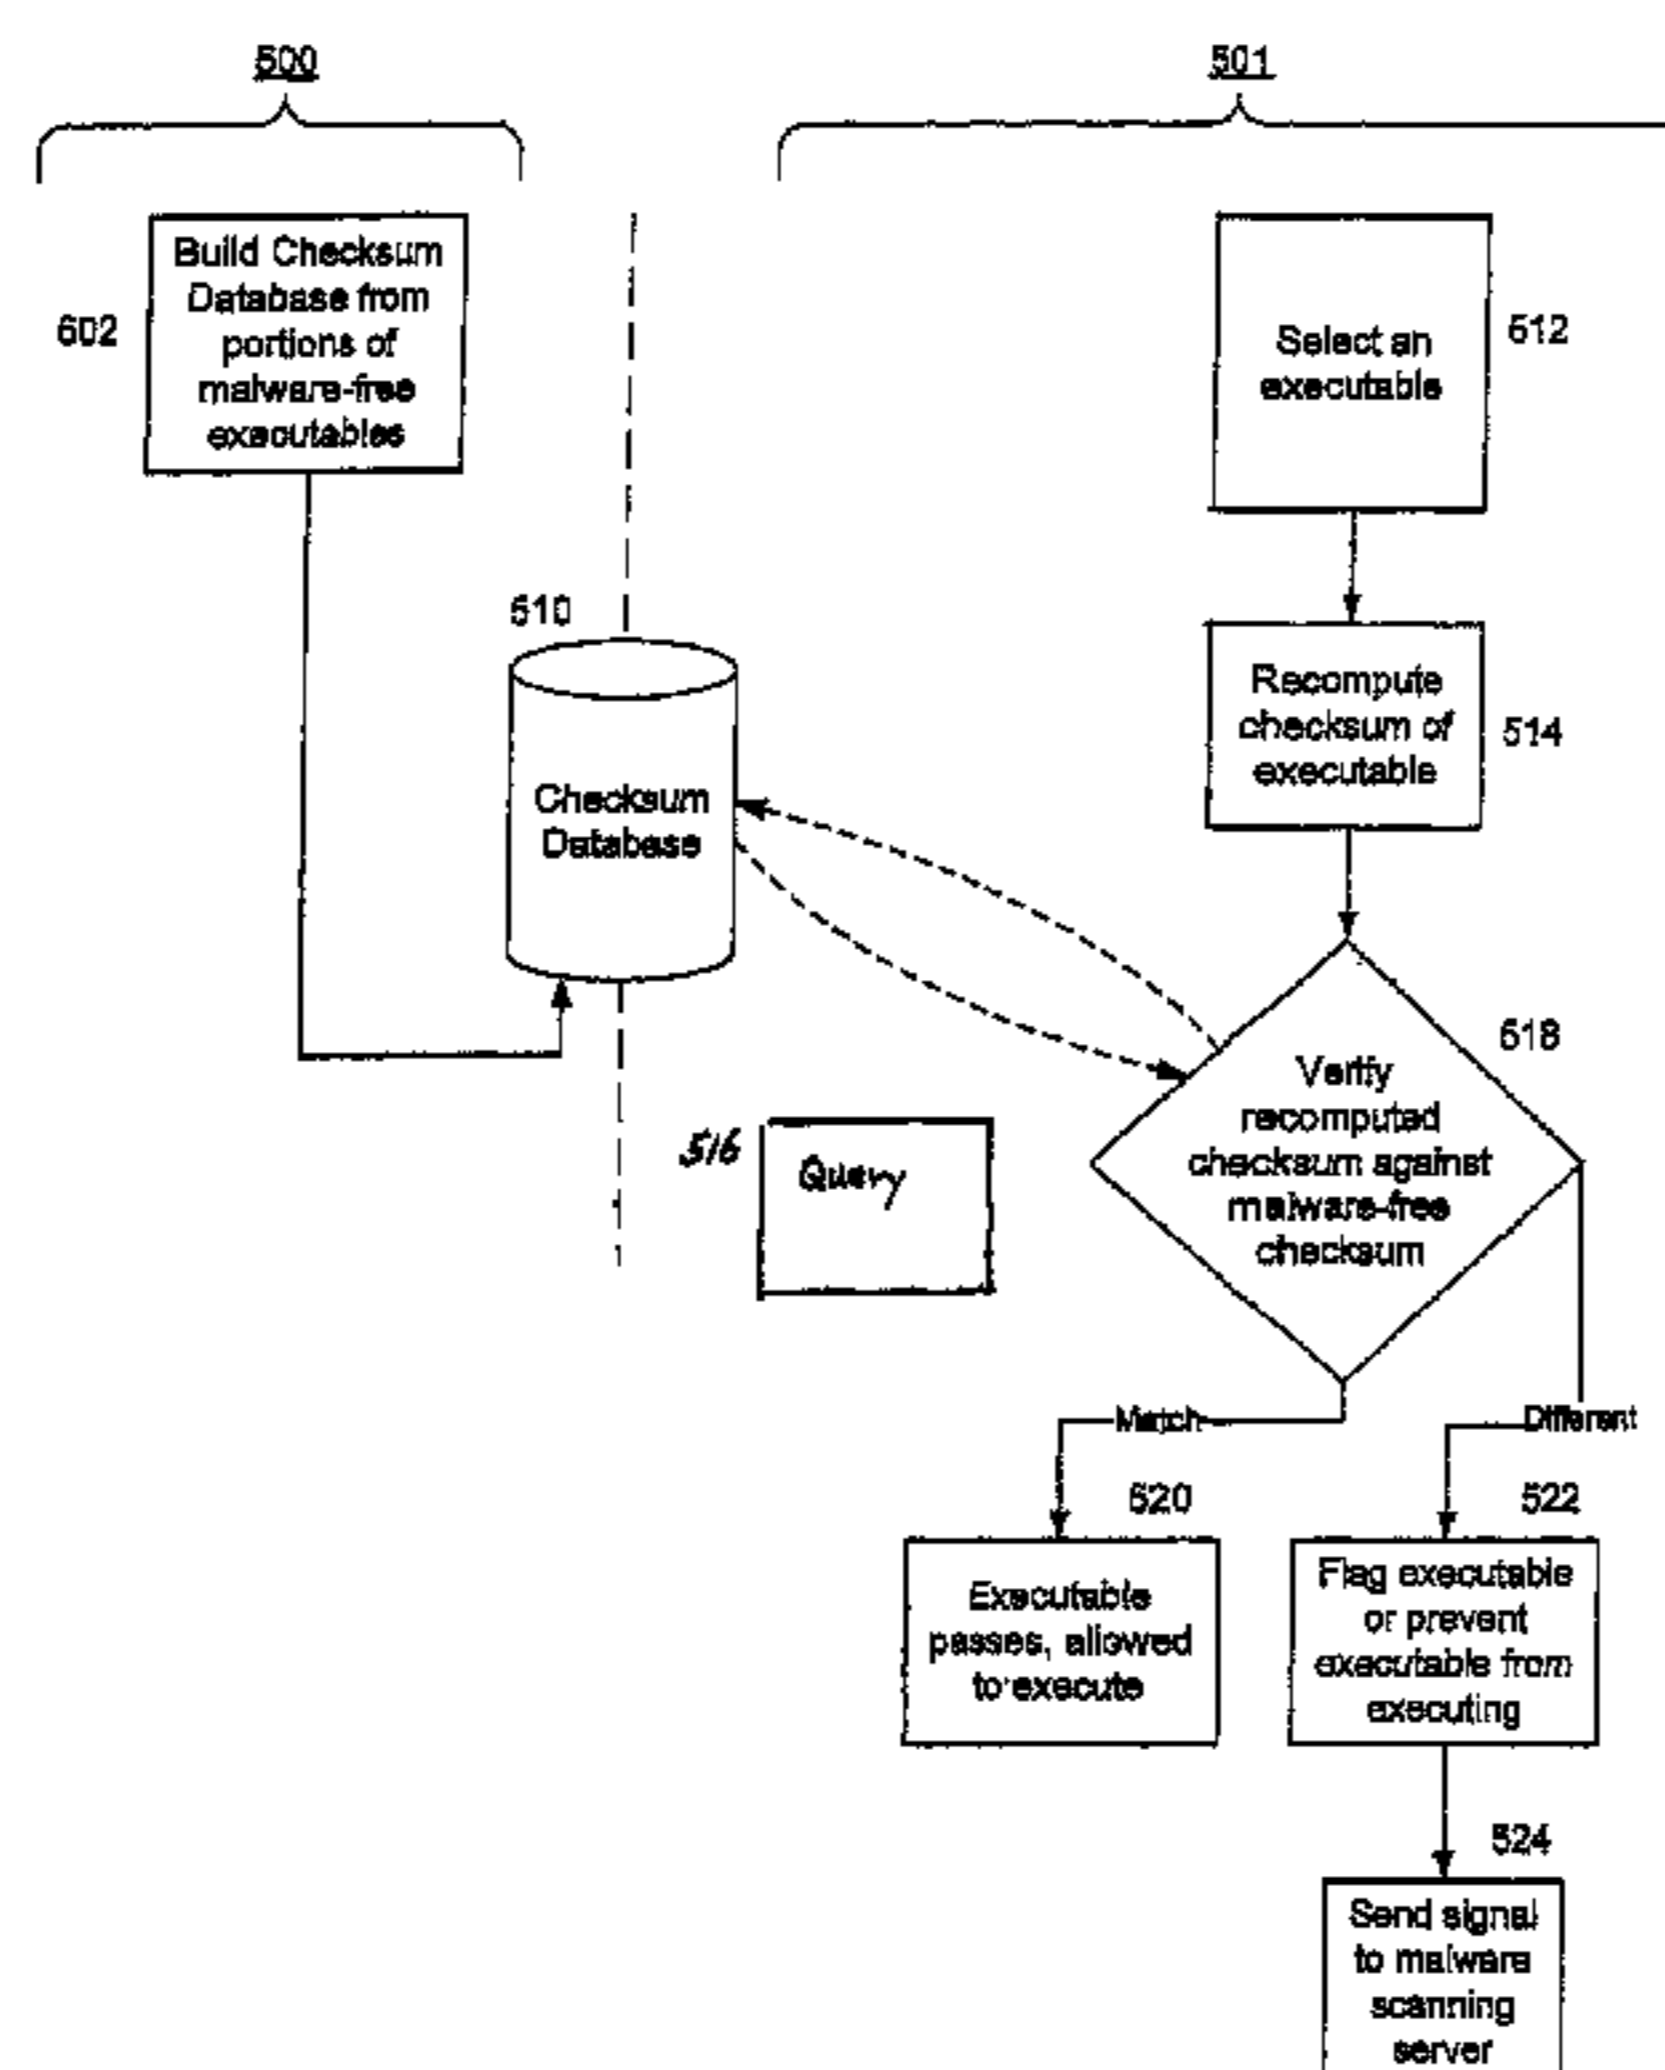 500
501
Build Checksum
Database from
portions of
malware-free
executables
502
Select an
executable
512
510
Checksum
Database
Recompute
checksum of
executable
514
518
Verify
recomputed
checksum against
malware-free
checksum
516
Query
Match
Different
520
522
Executable
passes, allowed
to execute
Flag executable
or prevent
executable from
executing
524
Send signal
to malware
scanning
server